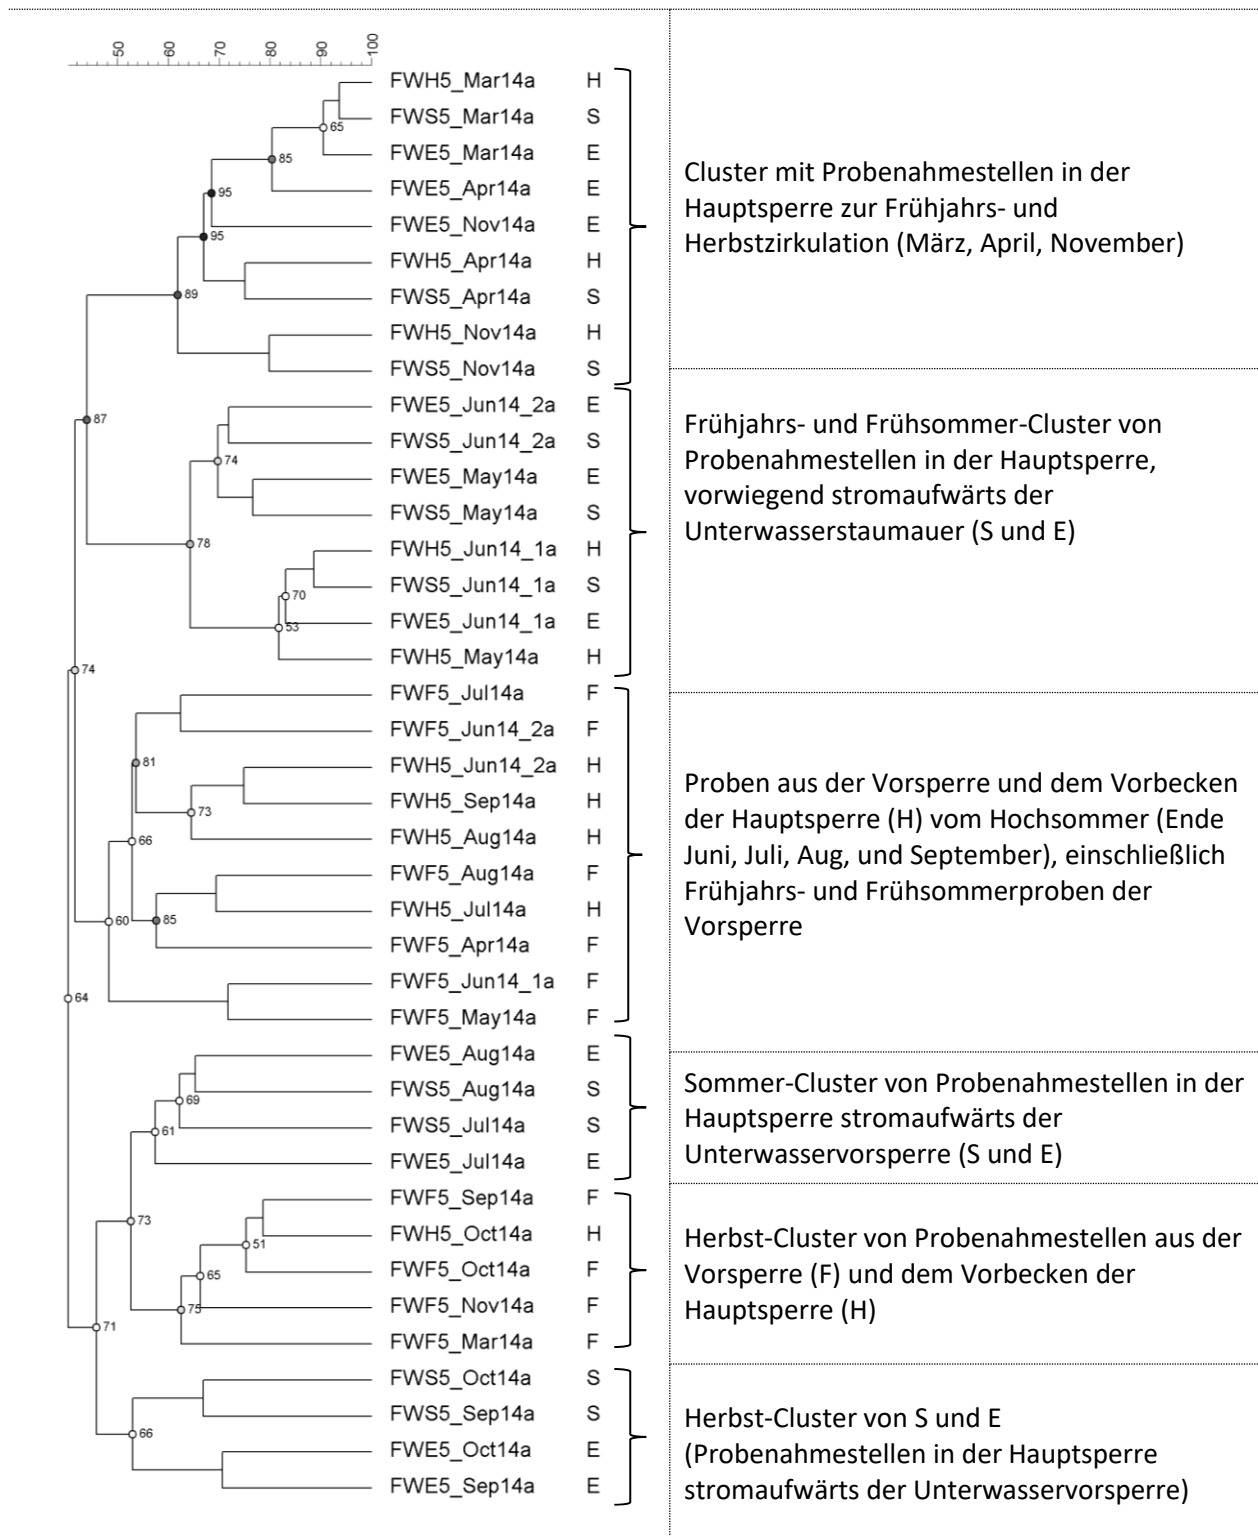 50 60 70 80 90 100
FWH5_Mar14a H
FWS5_Mar14a S
65
FWE5_Mar14a E
85
FWE5_Apr14a E
95
FWE5_Nov14a E
95
FWH5_Apr14a H
89
FWS5_Apr14a S
FWH5_Nov14a H
FWS5_Nov14a S
Cluster mit Probenahmestellen in der
Hauptsperre zur Frühjahrs- und
Herbstzirkulation (März, April, November)
FWE5_Jun14_2a E
87
FWS5_Jun14_2a S
74
FWE5_May14a E
FWS5_May14a S
78
FWH5_Jun14_1a H
FWS5_Jun14_1a S
70
FWE5_Jun14_1a E
53
FWH5_May14a H
74
Frühjahrs- und Frühsommer-Cluster von
Probenahmestellen in der Hauptsperre,
vorwiegend stromaufwärts der
Unterwasserstaumauer (S und E)
FWF5_Jul14a F
FWF5_Jun14_2a F
81
FWH5_Jun14_2a H
FWH5_Sep14a H
73
FWH5_Aug14a H
66
FWF5_Aug14a F
FWH5_Jul14a H
60
85
FWF5_Apr14a F
FWF5_Jun14_1a F
64
FWF5_May14a F
Proben aus der Vorsperre und dem Vorbecken
der Hauptsperre (H) vom Hochsommer (Ende
Juni, Juli, Aug, und September), einschließlich
Frühjahrs- und Frühsommerproben der
Vorsperre
FWE5_Aug14a E
FWS5_Aug14a S
69
FWS5_Jul14a S
61
FWE5_Jul14a E
Sommer-Cluster von Probenahmestellen in der
Hauptsperre stromaufwärts der
Unterwasservorsperre (S und E)
FWF5_Sep14a F
73
FWH5_Oct14a H
51
FWF5_Oct14a F
65
FWF5_Nov14a F
75
71
FWF5_Mar14a F
Herbst-Cluster von Probenahmestellen aus der
Vorsperre (F) und dem Vorbecken der
Hauptsperre (H)
FWS5_Oct14a S
FWS5_Sep14a S
66
FWE5_Oct14a E
FWE5_Sep14a E
Herbst-Cluster von S und E
(Probenahmestellen in der Hauptsperre
stromaufwärts der Unterwasservorsperre)